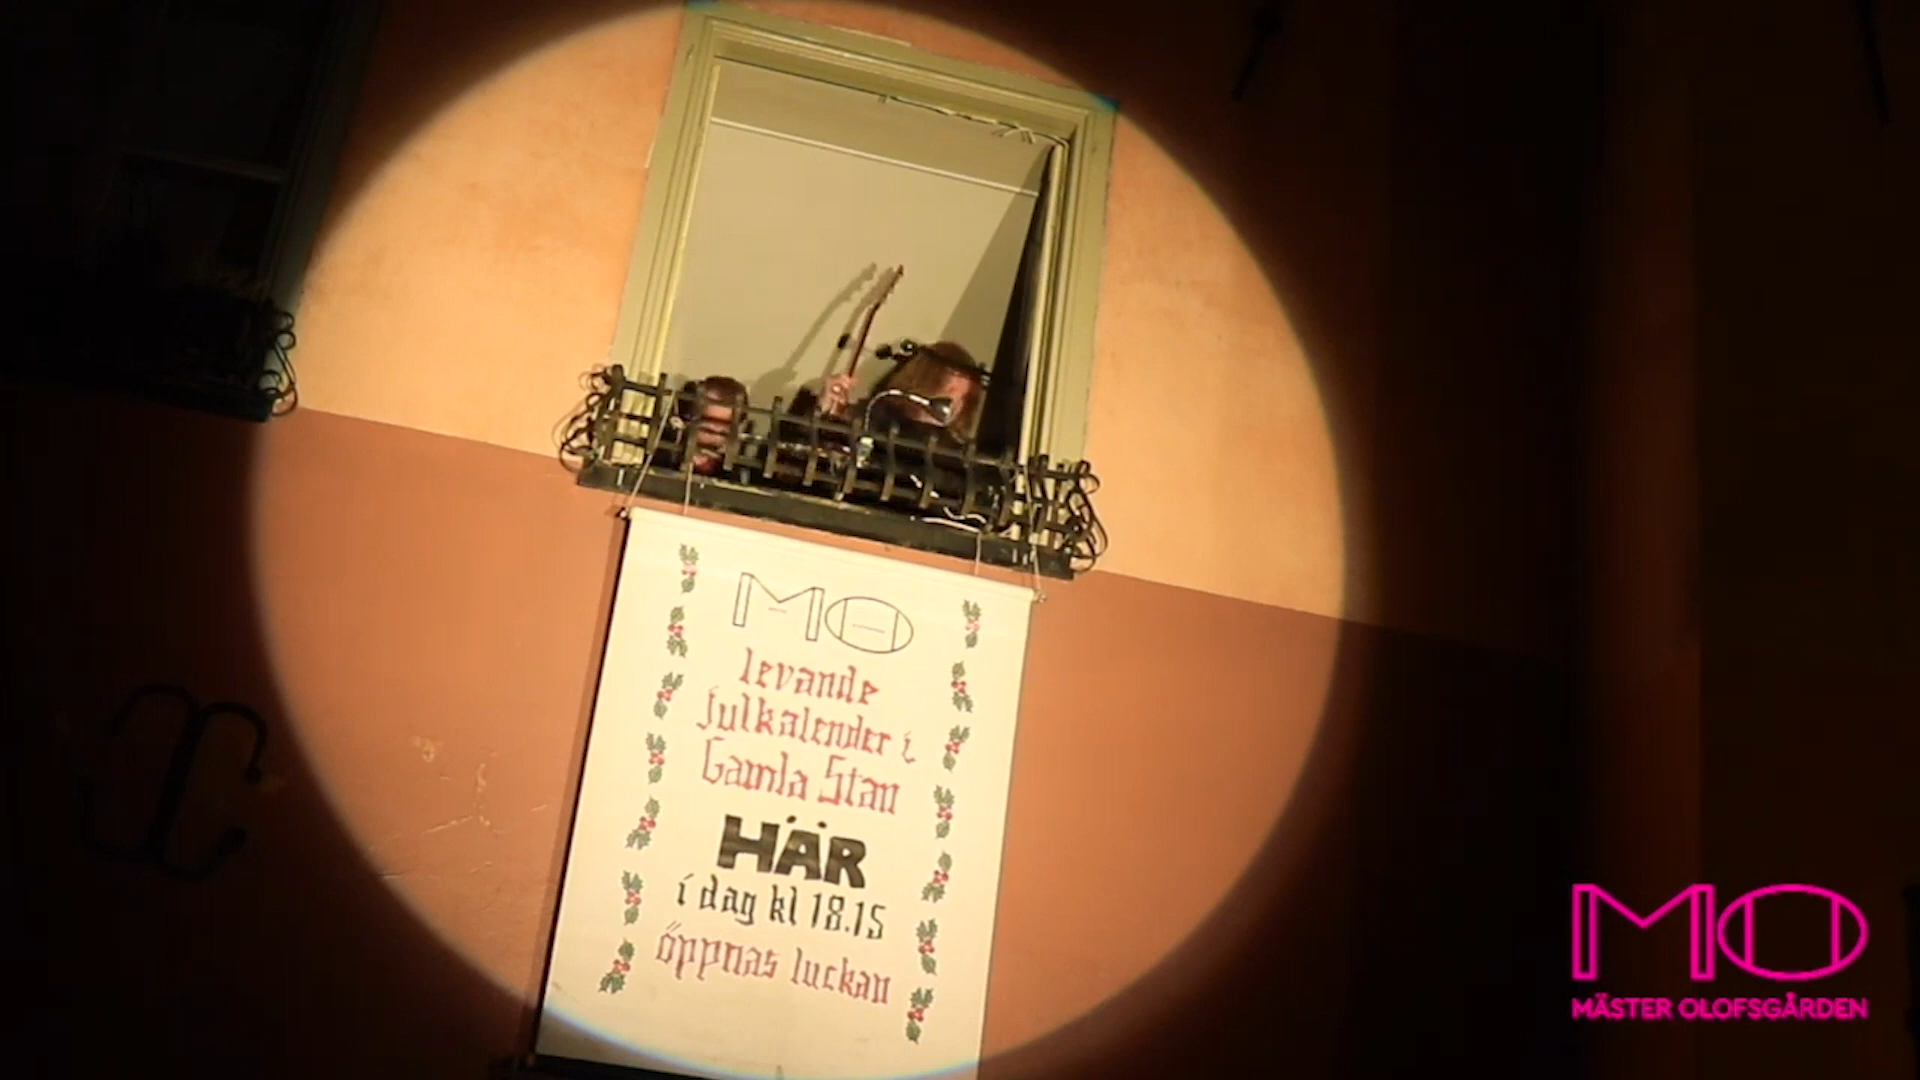 MO
levande
julkalender i
Gamla Stan
HÄR
i dag kl 18.15
öppnas luckan
MO
MÄSTER OLOFSGÅRDEN